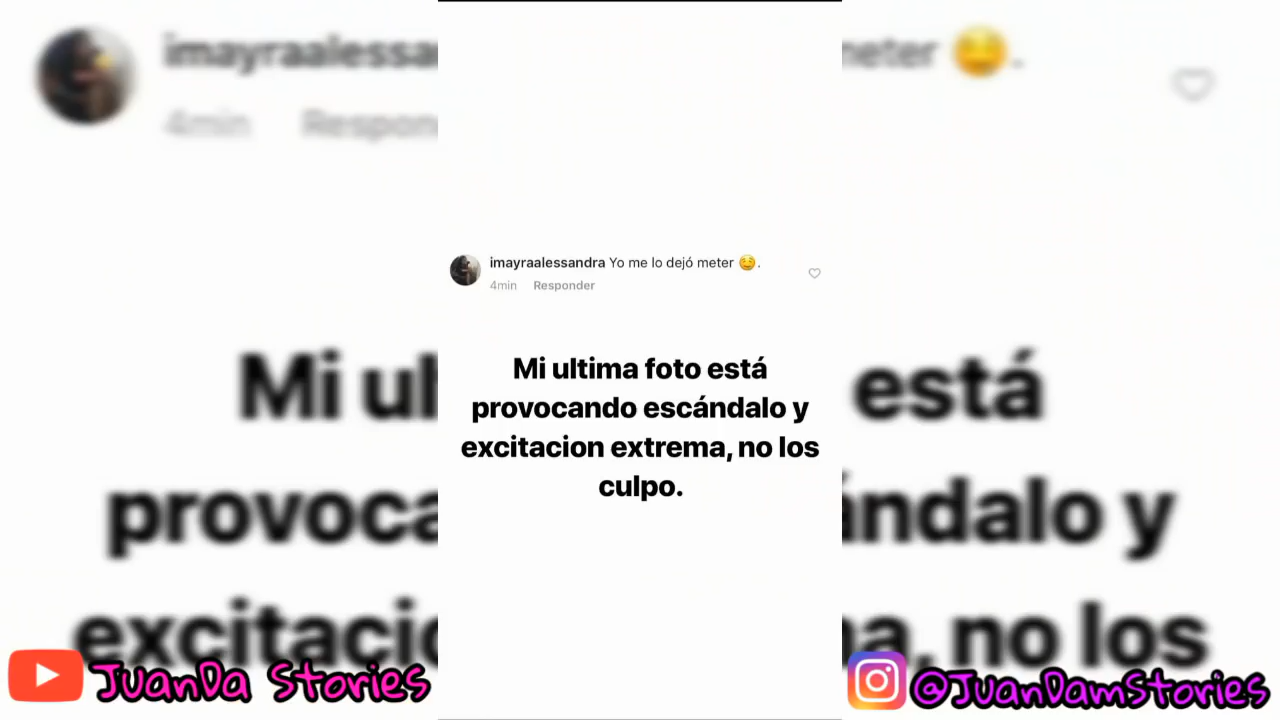 imayraalessandra Yo me lo dejó meter 😌.
4min Responder
Mi ultima foto está
provocando escándalo y
excitacion extrema, no los
culpo.
JuanDa Stories
@JuanDamStories